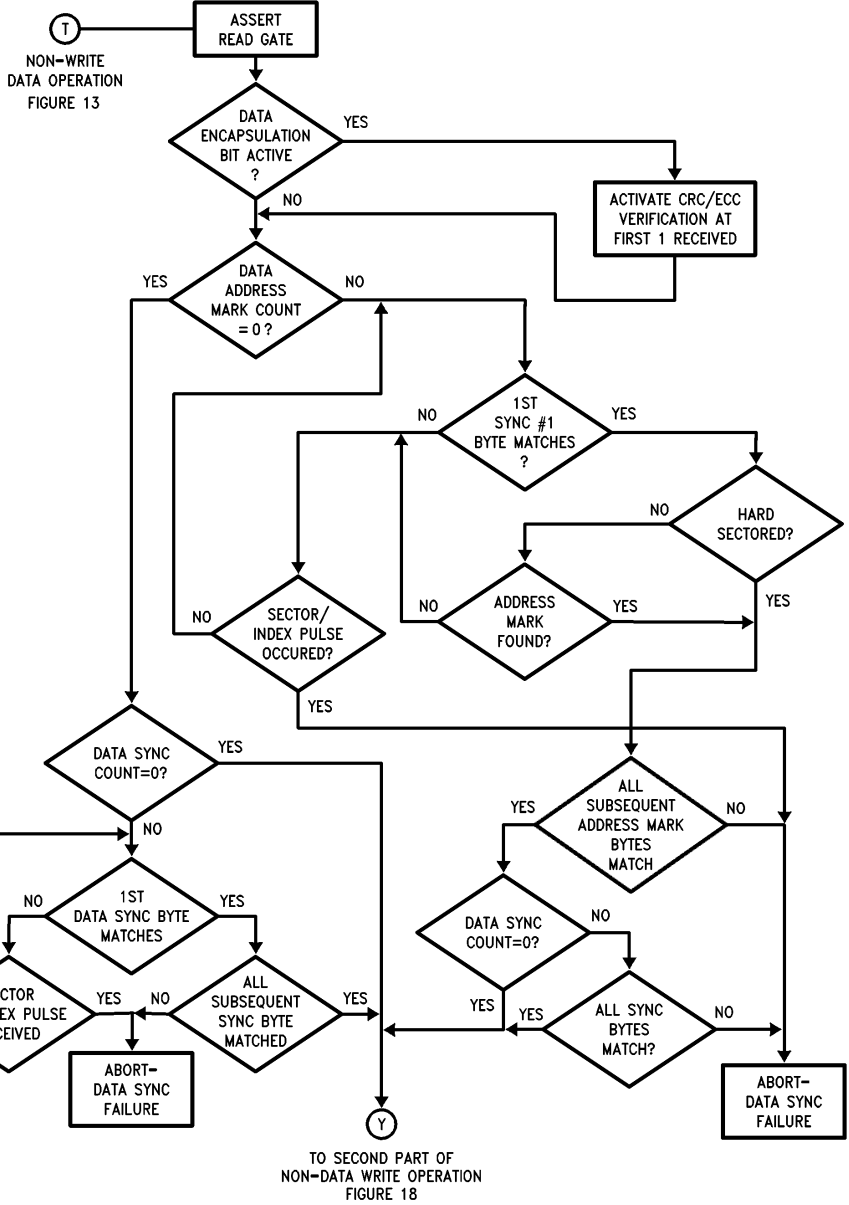 T
NON-WRITE
DATA OPERATION
FIGURE 13
ASSERT
READ GATE
DATA
ENCAPSULATION
BIT ACTIVE
?
YES
NO
ACTIVATE CRC/ECC
VERIFICATION AT
FIRST 1 RECEIVED
DATA
ADDRESS
MARK COUNT
= 0 ?
YES
NO
1ST
SYNC #1
BYTE MATCHES
?
NO
YES
HARD
SECTORED?
NO
YES
ADDRESS
MARK
FOUND?
NO
YES
SECTOR/
INDEX PULSE
OCCURED?
NO
YES
DATA SYNC
COUNT=0?
YES
NO
ALL
SUBSEQUENT
ADDRESS MARK
BYTES
MATCH
YES
NO
1ST
DATA SYNC BYTE
MATCHES
NO
YES
DATA SYNC
COUNT=0?
NO
YES
CTOR
EX PULSE
CEIVED
YES
ALL
SUBSEQUENT
SYNC BYTE
MATCHED
NO
YES
ALL SYNC
BYTES
MATCH?
YES
NO
ABORT-
DATA SYNC
FAILURE
ABORT-
DATA SYNC
FAILURE
Y
TO SECOND PART OF
NON-DATA WRITE OPERATION
FIGURE 18